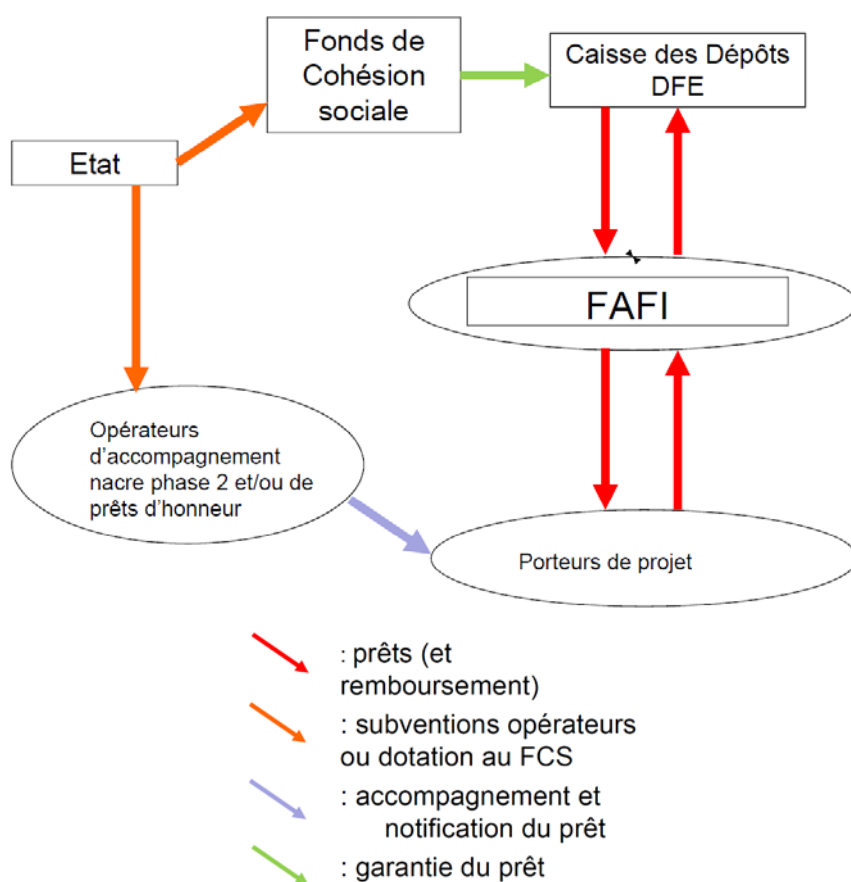 Fonds de
Cohésion
sociale
Caisse des Dépôts
DFE
Etat
FAFI
Opérateurs
d'accompagnement
nacre phase 2 et/ou de
prêts d'honneur
Porteurs de projet
: prêts (et
remboursement)
: subventions opérateurs
ou dotation au FCS
: accompagnement et
notification du prêt
: garantie du prêt